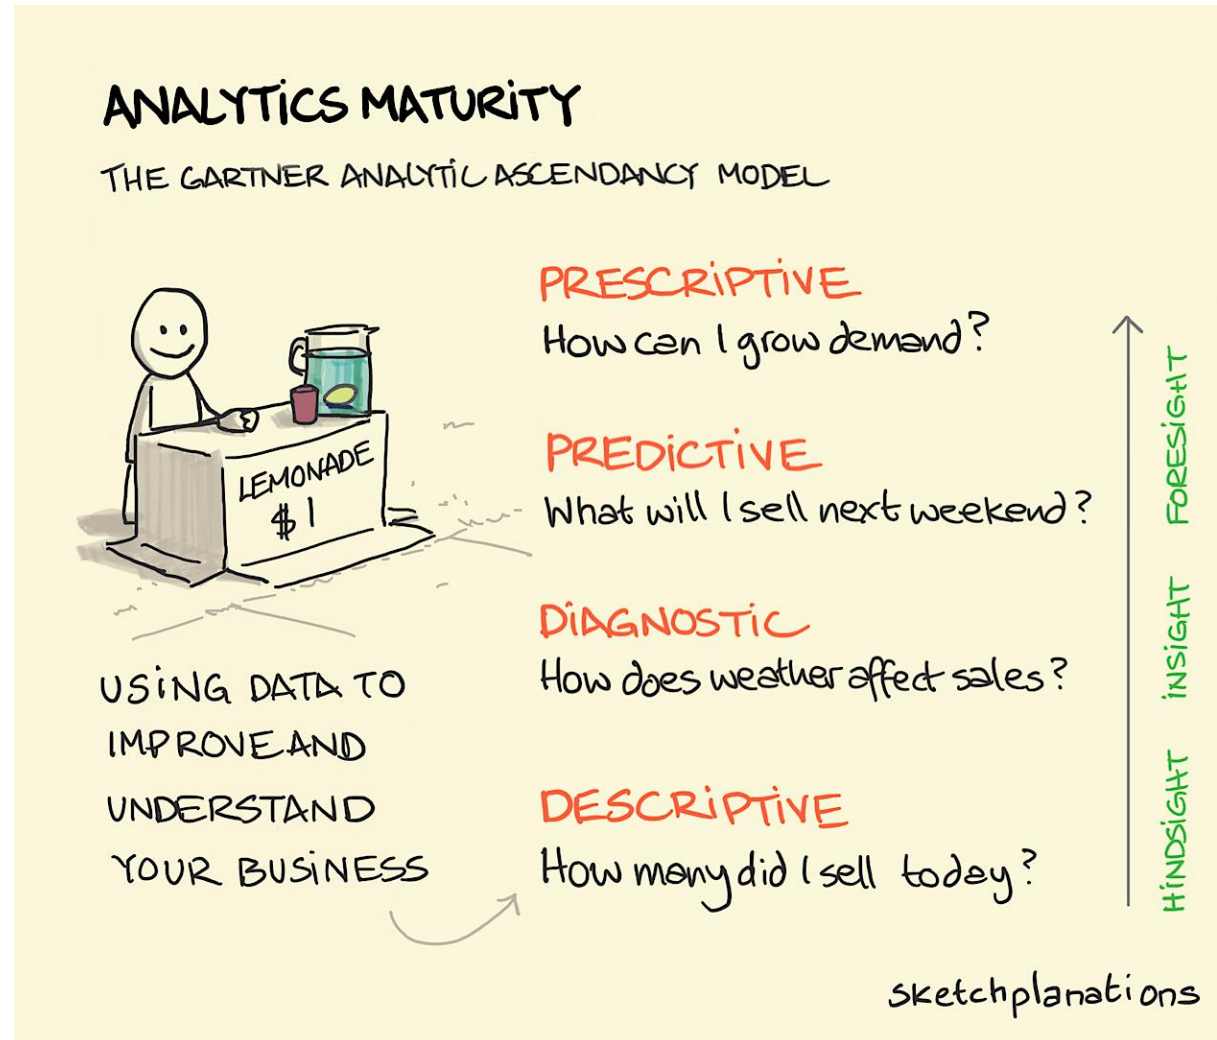 ANALYTICS MATURITY
THE GARTNER ANALYTIC ASCENDANCY MODEL
LEMONADE
$1
USING DATA TO
IMPROVE AND
UNDERSTAND
YOUR BUSINESS
PRESCRIPTIVE
How can I grow demand?
PREDICTIVE
What will I sell next weekend?
DIAGNOSTIC
How does weather affect sales?
DESCRIPTIVE
How many did I sell today?
FORESIGHT
INSIGHT
HINDSIGHT
sketchplanations